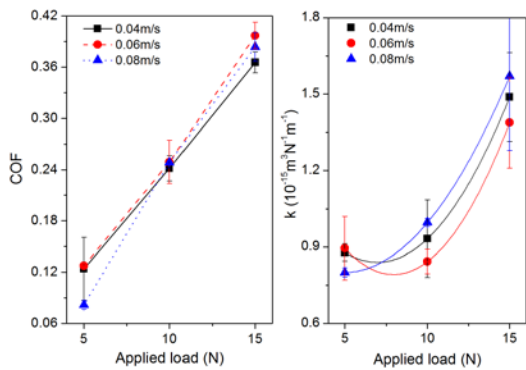 0.42
0.36
0.30
0.24
0.18
0.12
0.06
COF
0.04m/s
0.06m/s
0.08m/s
5
10
15
Applied load (N)
1.8
1.5
1.2
0.9
0.6
k (10⁻¹⁵m³N⁻¹m⁻¹)
0.04m/s
0.06m/s
0.08m/s
5
10
15
Applied load (N)